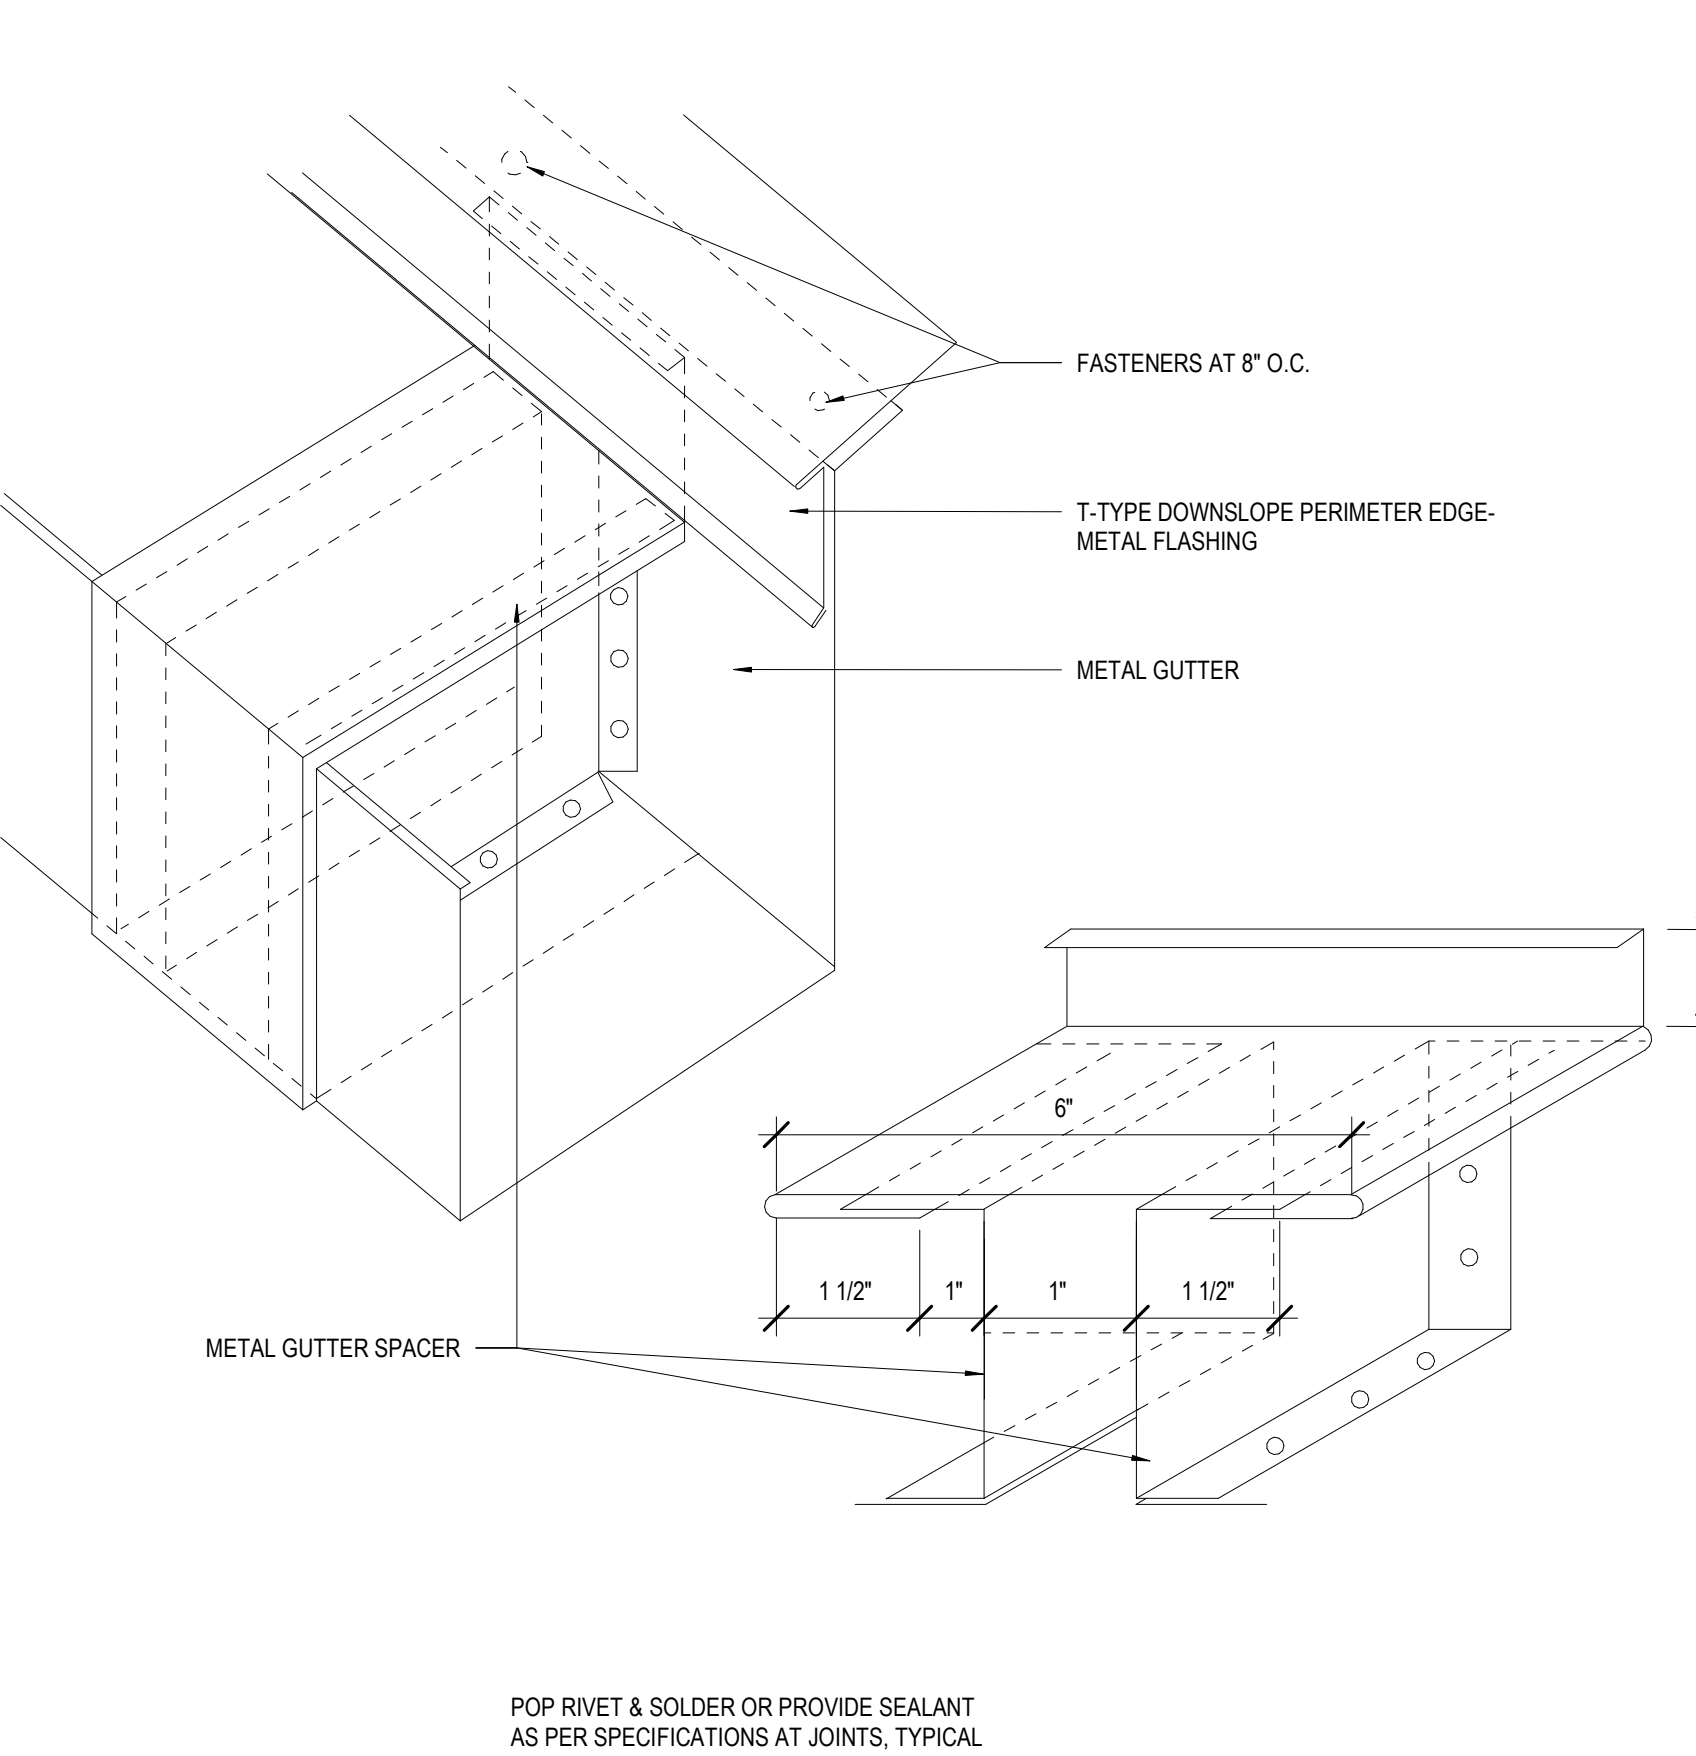 FASTENERS AT 8" O.C.
T-TYPE DOWNSLOPE PERIMETER EDGE-
METAL FLASHING
METAL GUTTER
6"
1 1/2"
1"
1"
1 1/2"
METAL GUTTER SPACER
POP RIVET & SOLDER OR PROVIDE SEALANT
AS PER SPECIFICATIONS AT JOINTS, TYPICAL